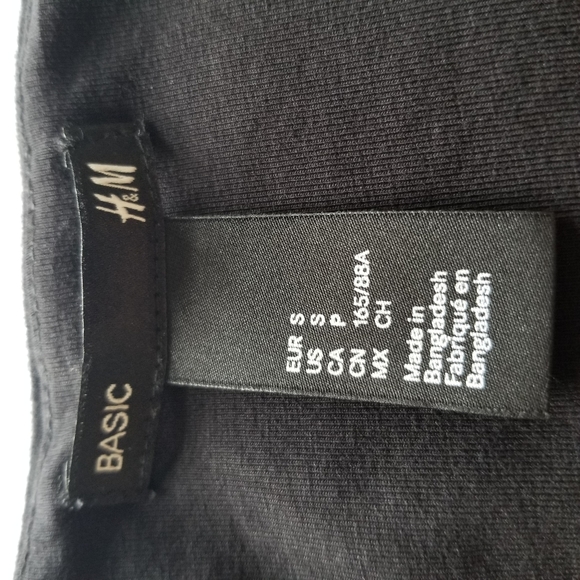 BASIC H&M
EUR S
US S
CA P
CN 165/88A
MX CH
Made in
Bangladesh
Fabriqué en
Bangladesh